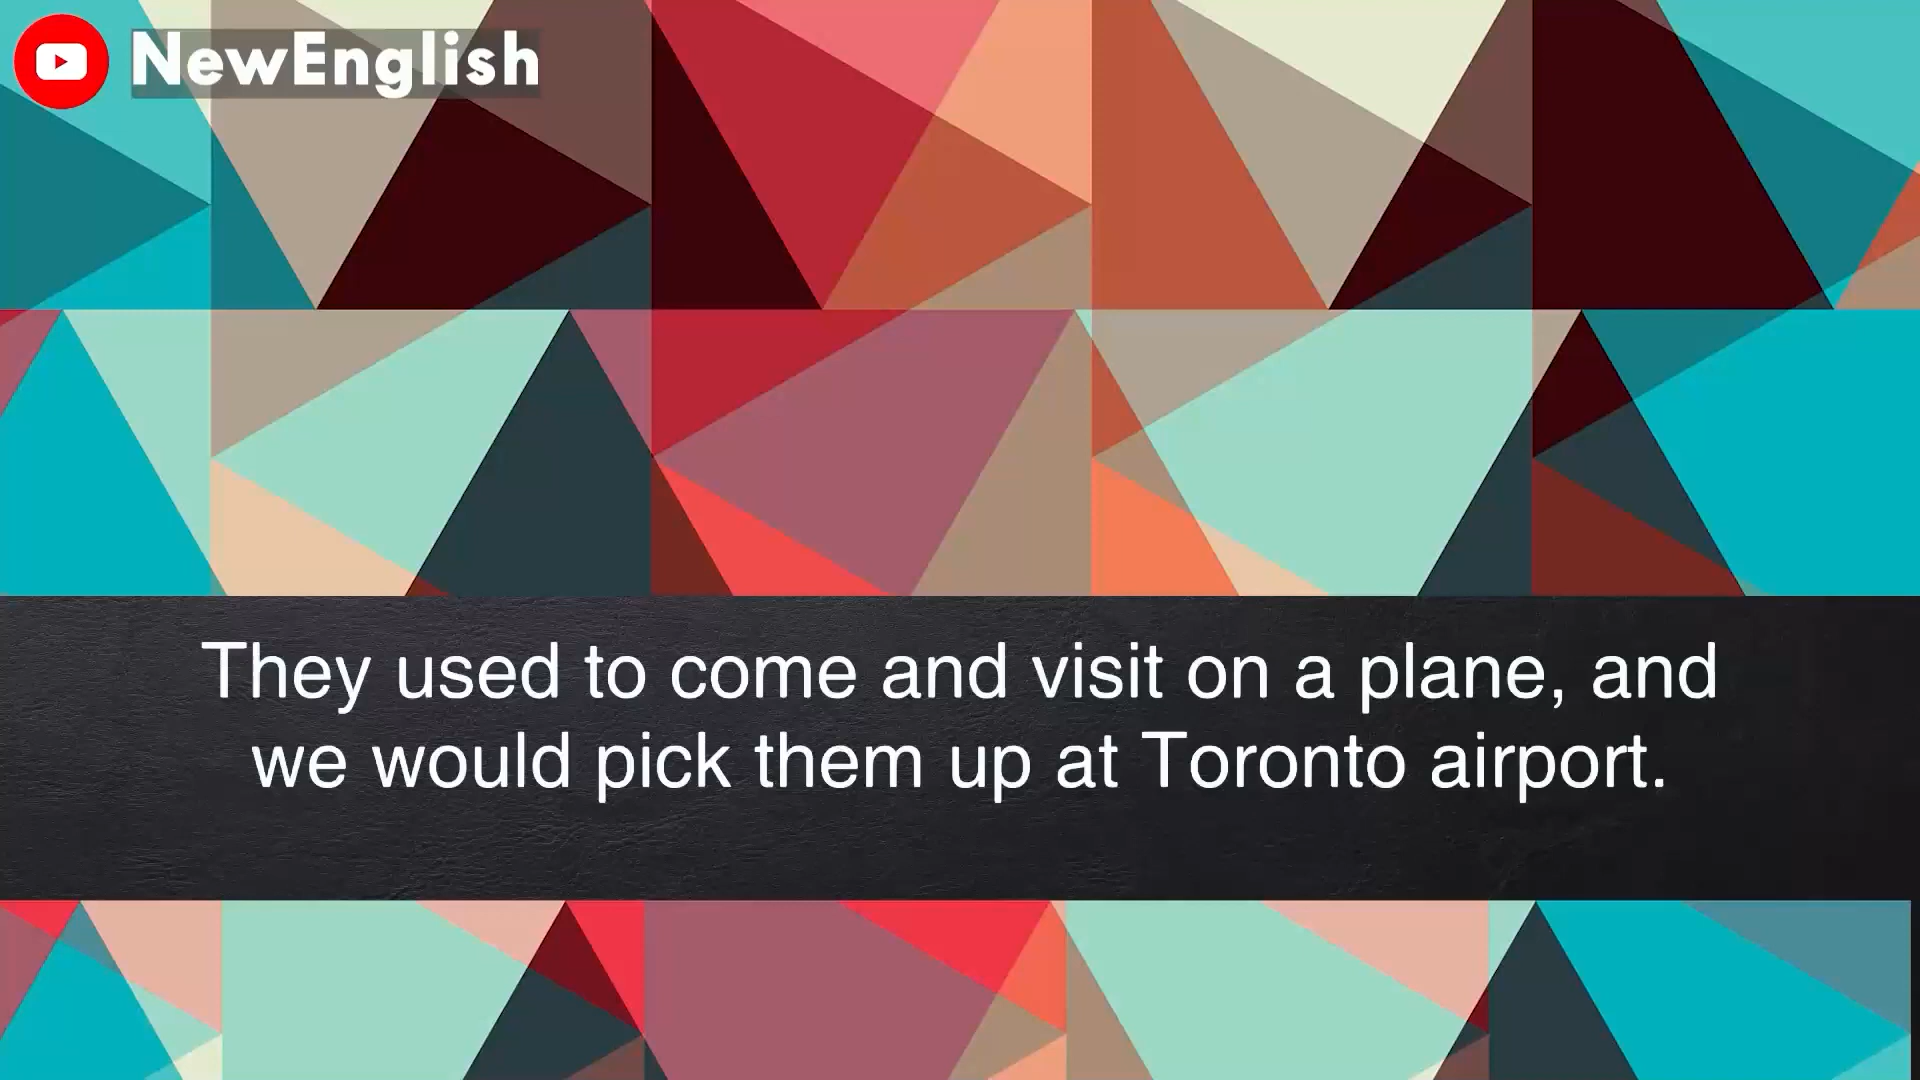 NewEnglish
They used to come and visit on a plane, and
we would pick them up at Toronto airport.